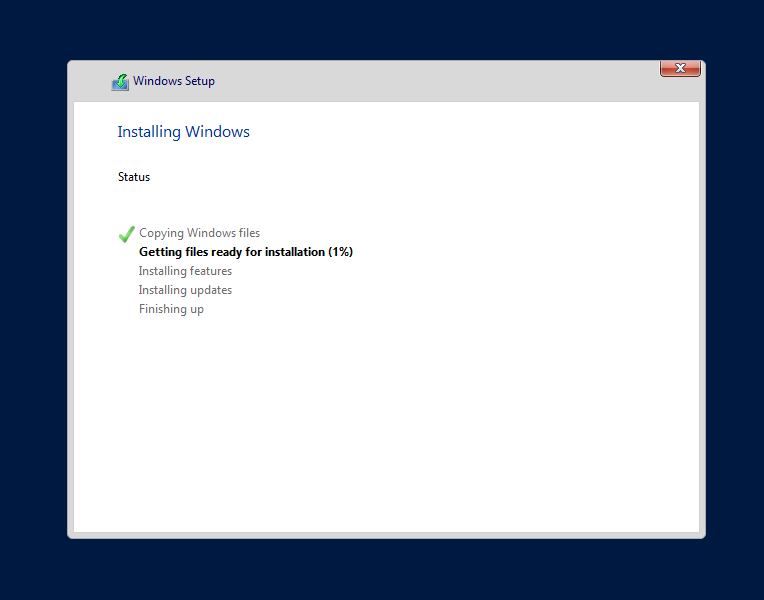 Windows Setup
Installing Windows
Status
Copying Windows files
Getting files ready for installation (1%)
Installing features
Installing updates
Finishing up